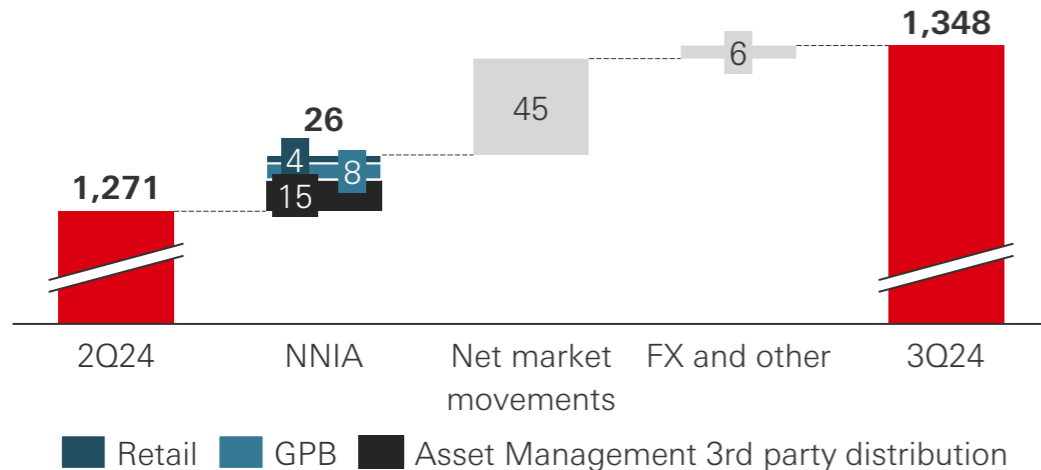 1,348
6
45
26
4
8
15
1,271
2Q24
NNIA
Net market
movements
FX and other
3Q24
Retail
GPB
Asset Management 3rd party distribution